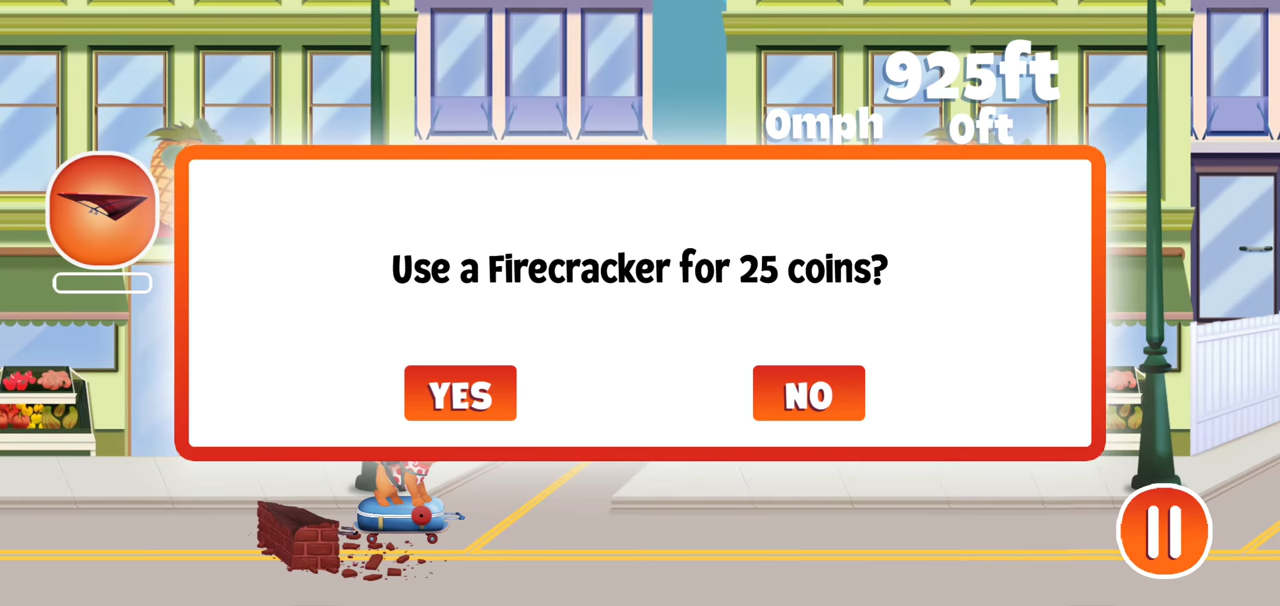 925ft
0mph
0ft
Use a Firecracker for 25 coins?
YES
NO